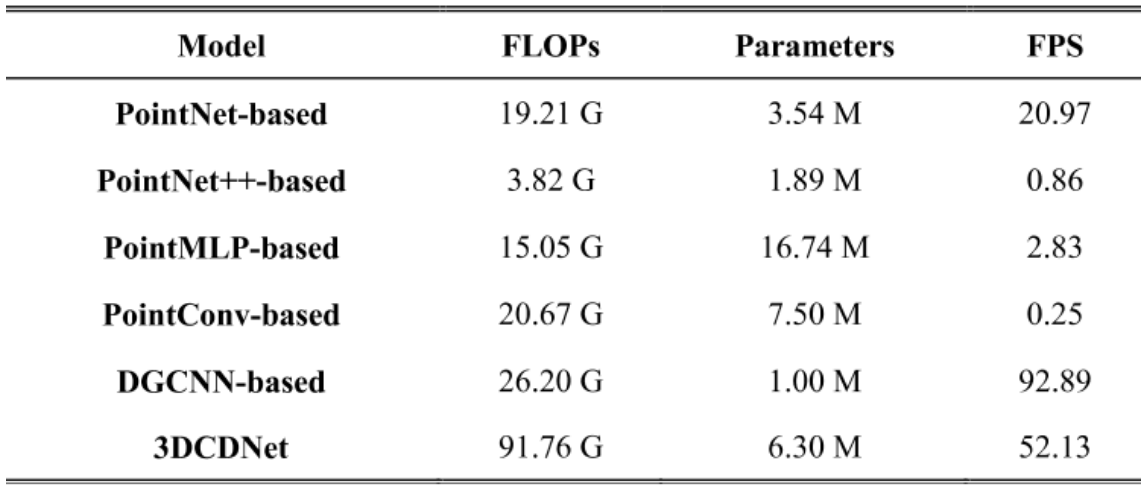 Model FLOPs Parameters FPS
PointNet-based 19.21 G 3.54 M 20.97
PointNet++-based 3.82 G 1.89 M 0.86
PointMLP-based 15.05 G 16.74 M 2.83
PointConv-based 20.67 G 7.50 M 0.25
DGCNN-based 26.20 G 1.00 M 92.89
3DCDNet 91.76 G 6.30 M 52.13